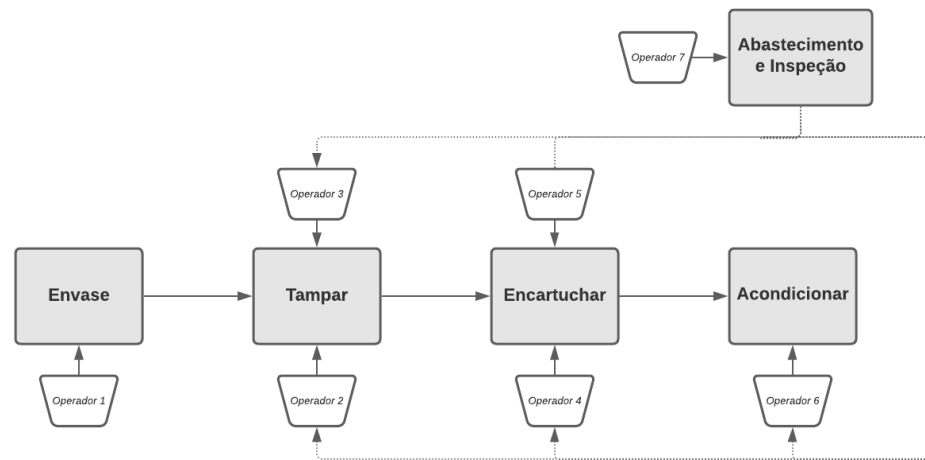 Operador 7
Abastecimento
e Inspeção
Operador 3
Operador 5
Envase
Tampar
Encartuchar
Acondicionar
Operador 1
Operador 2
Operador 4
Operador 6